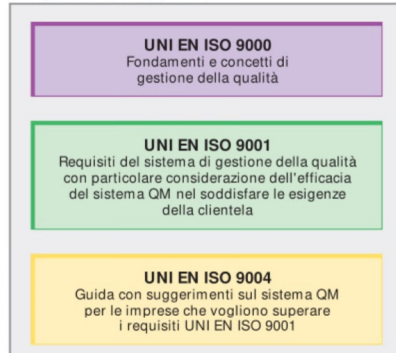 UNI EN ISO 9000
Fondamenti e concetti di
gestione della qualità
UNI EN ISO 9001
Requisiti del sistema di gestione della qualità
con particolare considerazione dell'efficacia
del sistema QM nel soddisfare le esigenze
della clientela
UNI EN ISO 9004
Guida con suggerimenti sul sistema QM
per le imprese che vogliono superare
i requisiti UNI EN ISO 9001